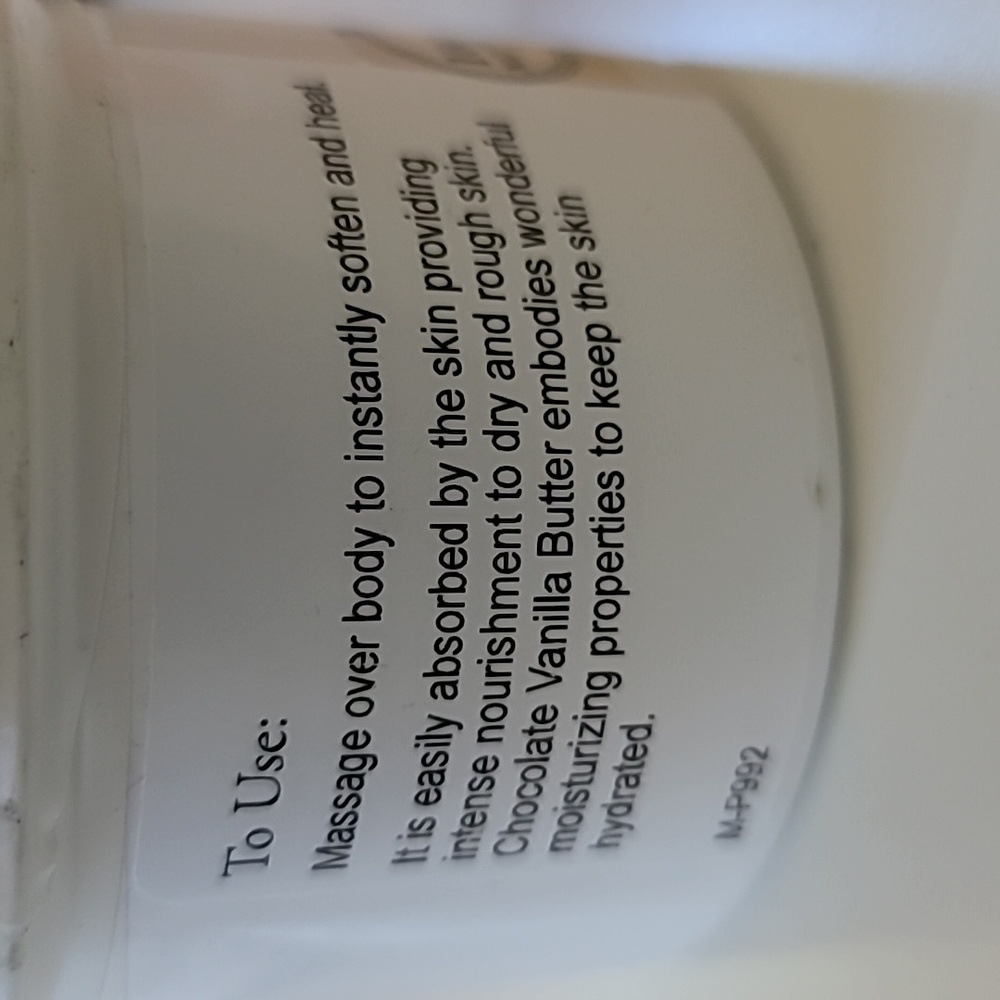 To Use:
Massage over body to instantly soften and heal
It is easily absorbed by the skin providing
intense nourishment to dry and rough skin.
Chocolate Vanilla Butter embodies wonderful
moisturizing properties to keep the skin
hydrated.
M-P992